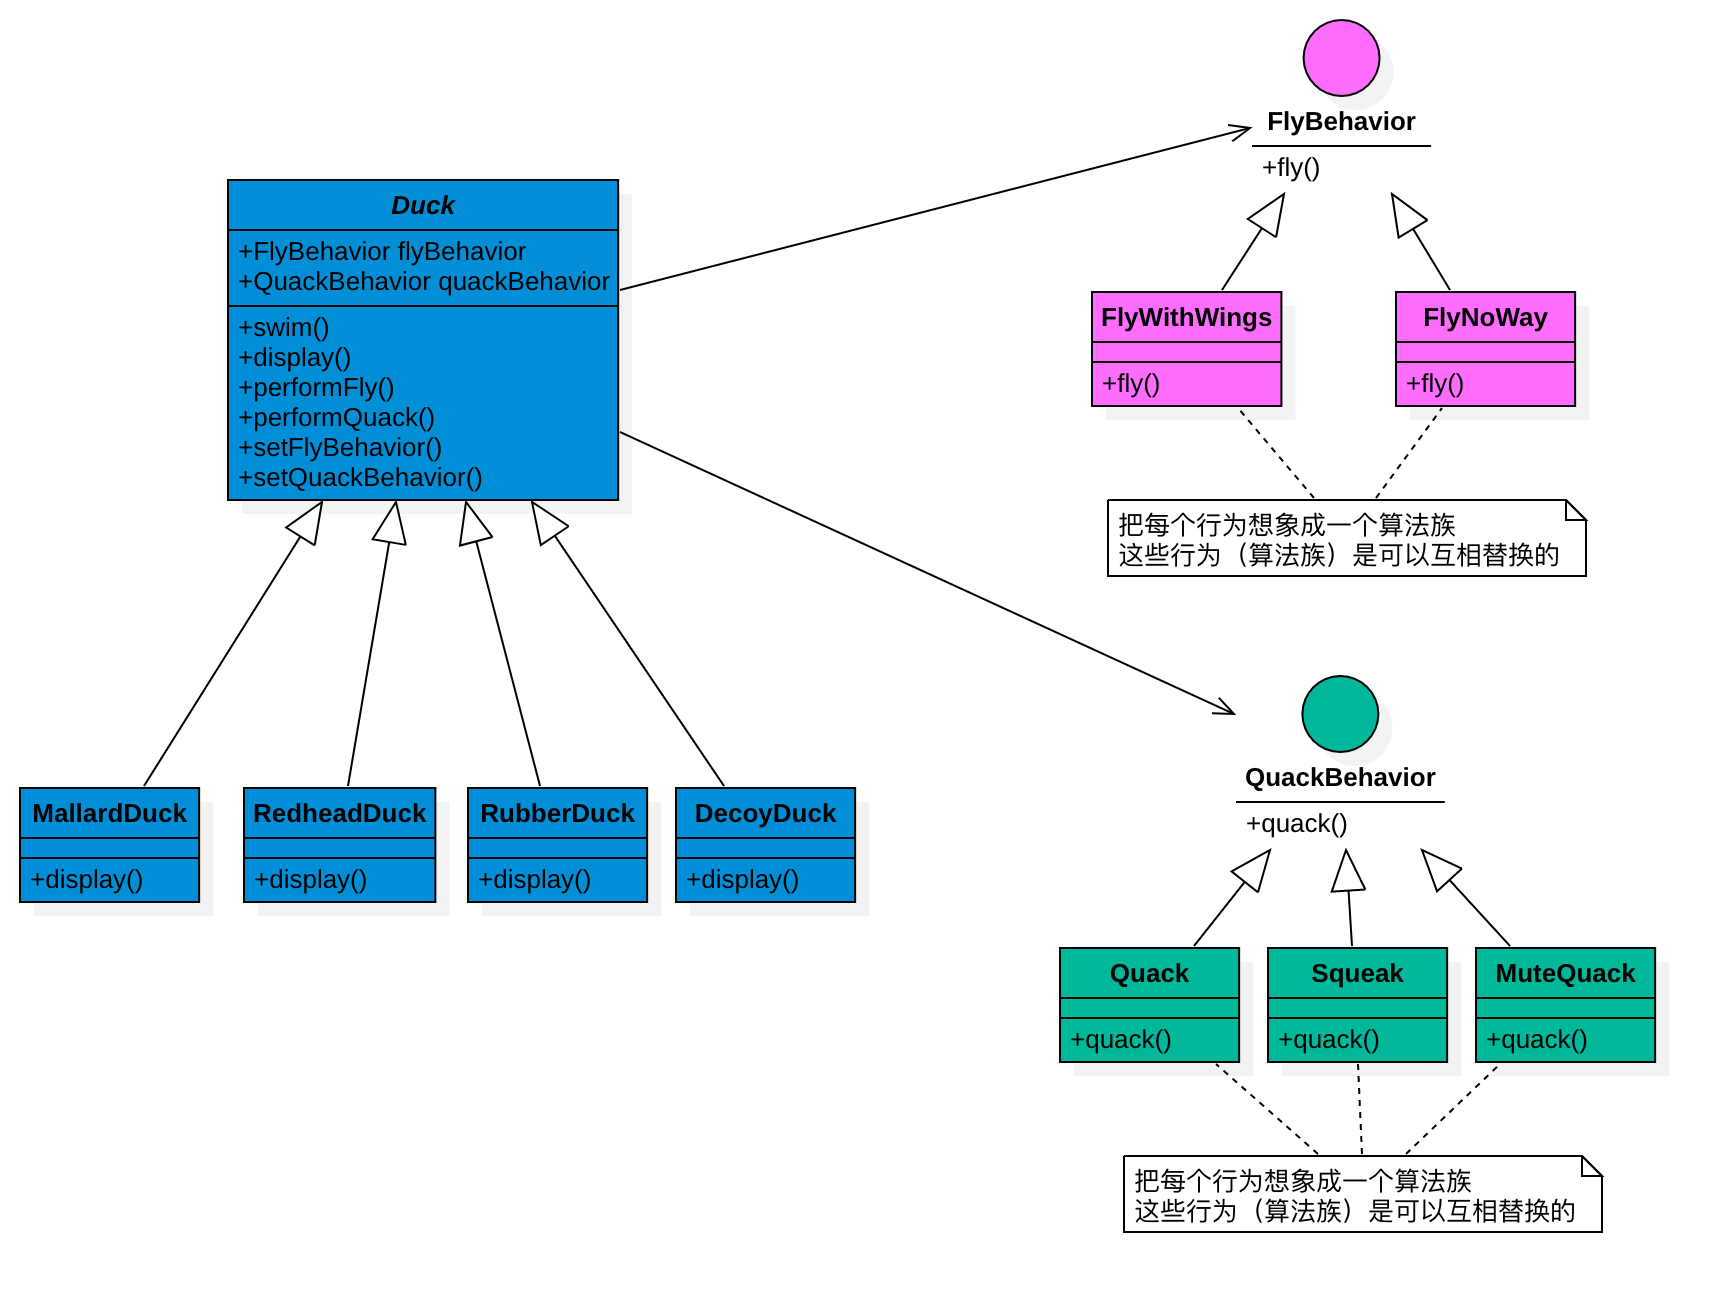 Duck
+FlyBehavior flyBehavior
+QuackBehavior quackBehavior
+swim()
+display()
+performFly()
+performQuack()
+setFlyBehavior()
+setQuackBehavior()
MallardDuck
+display()
RedheadDuck
+display()
RubberDuck
+display()
DecoyDuck
+display()
FlyBehavior
+fly()
FlyWithWings
+fly()
FlyNoWay
+fly()
把每个行为想象成一个算法族
这些行为（算法族）是可以互相替换的
QuackBehavior
+quack()
Quack
+quack()
Squeak
+quack()
MuteQuack
+quack()
把每个行为想象成一个算法族
这些行为（算法族）是可以互相替换的